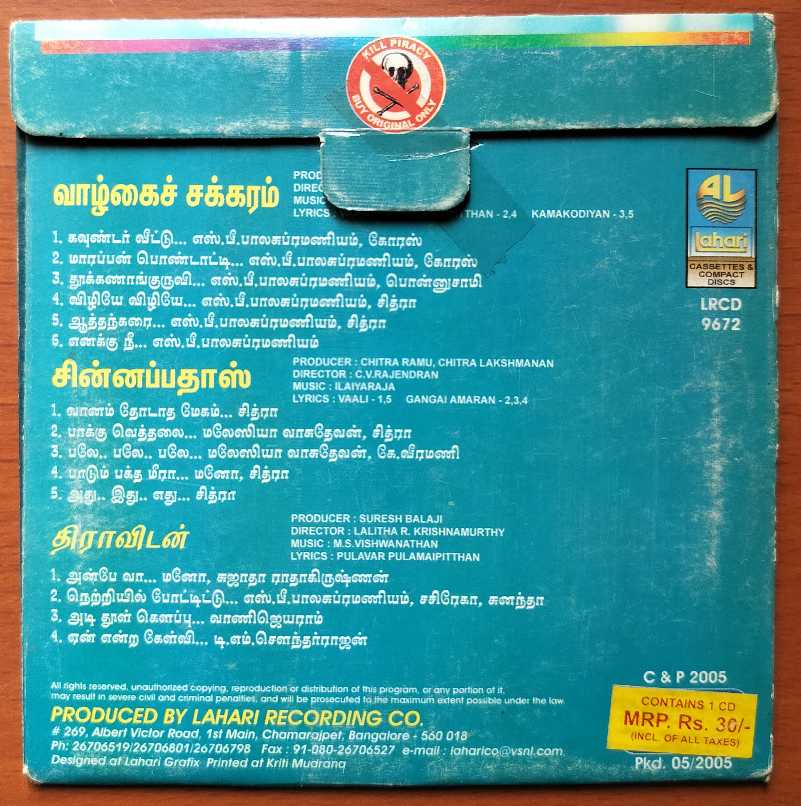 KILL PIRACY
BUY ORIGINAL ONLY
வாழ்கைச் சக்கரம்
PROD
DIREC
MUSIC
LYRICS THAN - 2,4 KAMAKODIYAN - 3,5
1. கவுண்டர் வீட்டு... எஸ்.பீ.பாலசுப்ரமணியம், கோரஸ்
2. மாரப்பன் பொண்டாட்டி... எஸ்.பீ.பாலசுப்ரமணியம், கோரஸ்
3. தூக்கணாங்குருவி... எஸ்.பீ.பாலசுப்ரமணியம், பொன்னுசாமி
4. விழியே விழியே... எஸ்.பீ.பாலசுப்ரமணியம், சித்ரா
5. ஆத்தந்கரை... எஸ்.பீ.பாலசுப்ரமணியம், சித்ரா
6. எனக்கு நீ... எஸ்.பீ.பாலசுப்ரமணியம்
AL
Lahari
CASSETTES &
COMPACT
DISCS
LRCD
9672
சின்னப்பதாஸ்
PRODUCER : CHITRA RAMU, CHITRA LAKSHMANAN
DIRECTOR : C.V.RAJENDRAN
MUSIC : ILAIYARAJA
LYRICS : VAALI - 1,5 GANGAI AMARAN - 2,3,4
1. வானம் தோடாத மேகம்... சித்ரா
2. பாக்கு வெத்தலை... மலேஸியா வாசுதேவன், சித்ரா
3. பலே.. பலே.. பலே... மலேஸியா வாசுதேவன், கே.வீரமணி
4. பாடும் பக்த மீரா... மனோ, சித்ரா
5. அது.. இது.. எது... சித்ரா
திராவிடன்
PRODUCER : SURESH BALAJI
DIRECTOR : LALITHA R. KRISHNAMURTHY
MUSIC : M.S.VISHWANATHAN
LYRICS : PULAVAR PULAMAIPITTHAN
1. அன்பே வா... மனோ, சுஜாதா ராதாகிருஷ்ணன்
2. நெற்றியில் போட்டிட்டு... எஸ்.பீ.பாலசுப்ரமணியம், சசிரேகா, சுனந்தா
3. அடி தூள் கௌப்பு... வாணிஜெயராம்
4. ஏன் என்ற கேள்வி... டி.எம்.சௌந்தர்ராஜன்
C & P 2005
All rights reserved, unauthorized copying, reproduction or distribution of this program, or any portion of it,
may result in severe civil and criminal penalties, and will be prosecuted to the maximum extent possible under the law.
PRODUCED BY LAHARI RECORDING CO.
# 269, Albert Victor Road, 1st Main, Chamarajpet, Bangalore - 560 018
Ph: 26706519/26706801/26706798 Fax : 91-080-26706527 e-mail : laharico@vsnl.com
Designed at Lahari Grafix Printed at Kriti Mudrana
CONTAINS 1 CD
MRP. Rs. 30/-
(INCL. OF ALL TAXES)
Pkd. 05/2005